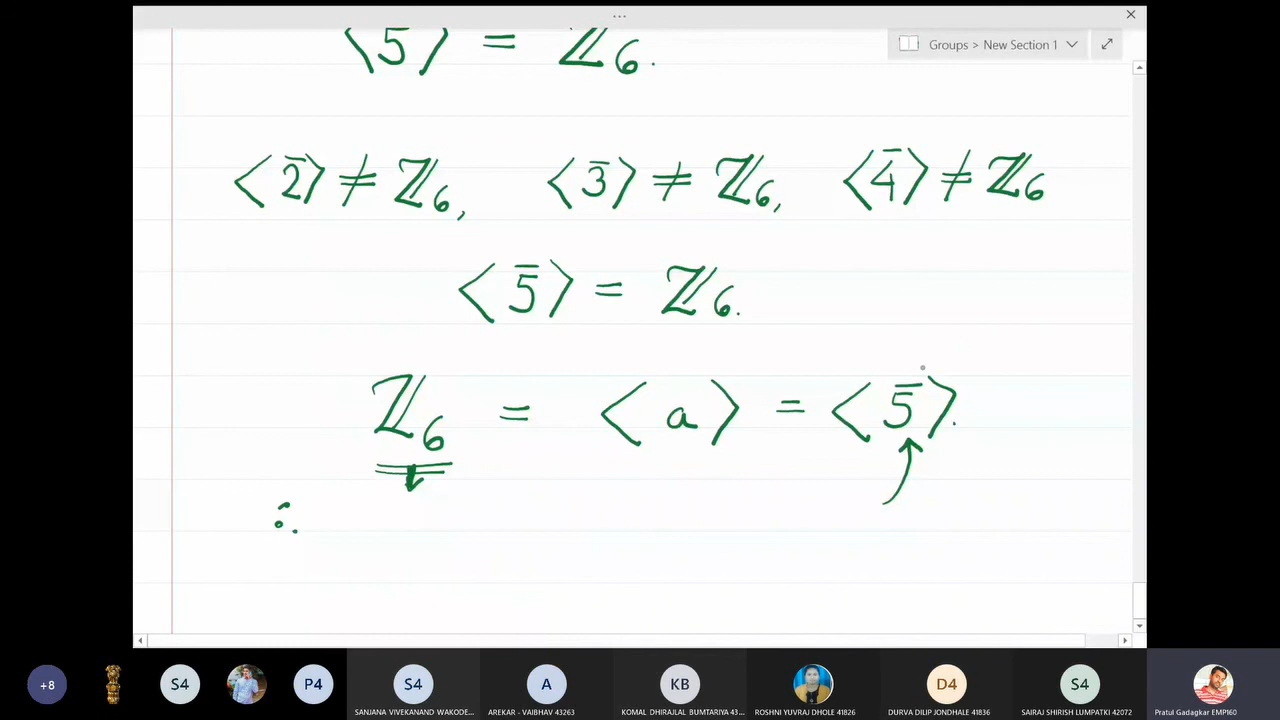 ...
Groups > New Section 1
⟨5̄⟩ = ℤ₆.
⟨2̄⟩ ≠ ℤ₆, ⟨3̄⟩ ≠ ℤ₆, ⟨4̄⟩ ≠ ℤ₆
⟨5̄⟩ = ℤ₆.
ℤ₆ = ⟨a⟩ = ⟨5̄⟩.
∴
+8 S4 P4 S4 A KB D4 S4
SANJANA VIVEKANAND WAKODE... AREKAR - VAIBHAV 43263 KOMAL DHIRAJLAL BUMTARIYA 43... ROSHNI YUVRAJ DHOLE 41826 DURVA DILIP JONDHALE 41836 SAIRAJ SHIRISH LUMPATKI 42072 Pratul Gadagkar EMP160